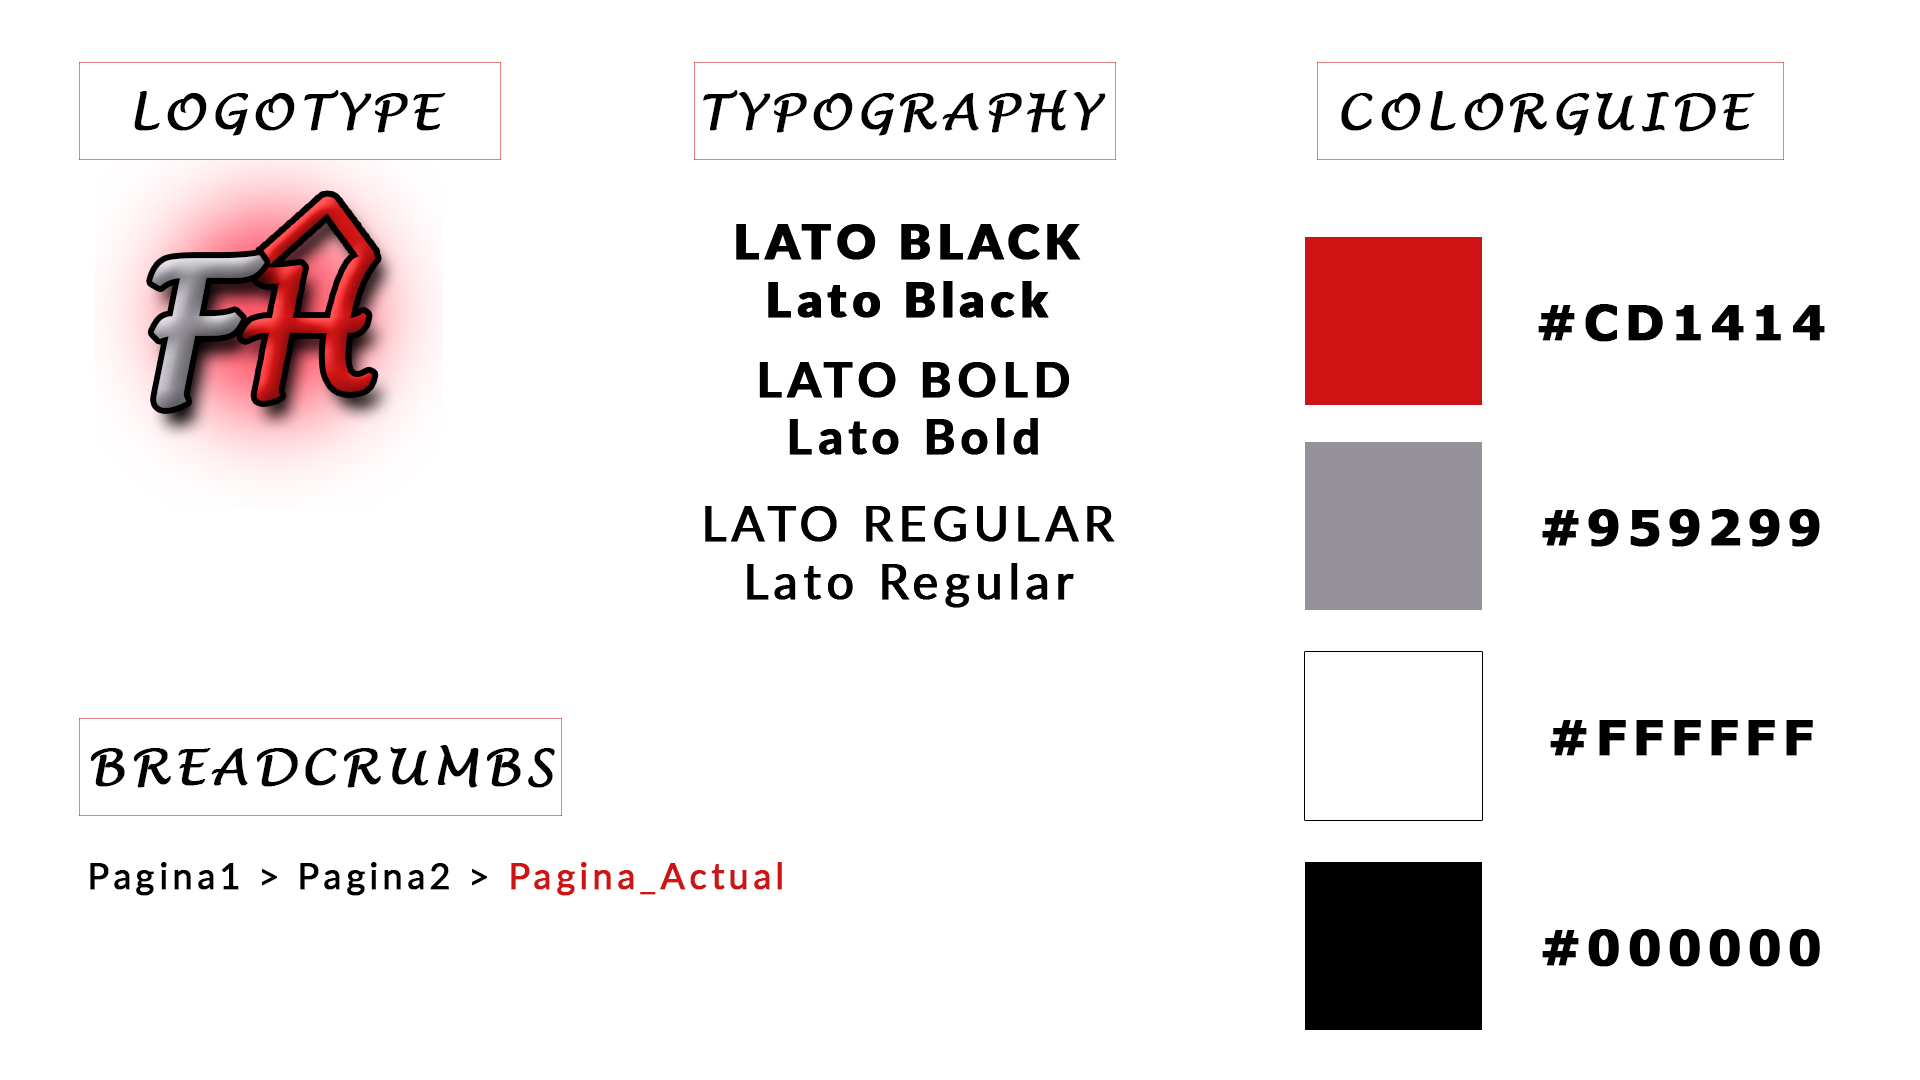 LOGOTYPE
FH
BREADCRUMBS
Pagina1 > Pagina2 > Pagina_Actual
TYPOGRAPHY
LATO BLACK
Lato Black
LATO BOLD
Lato Bold
LATO REGULAR
Lato Regular
COLORGUIDE
#CD1414
#959299
#FFFFFF
#000000